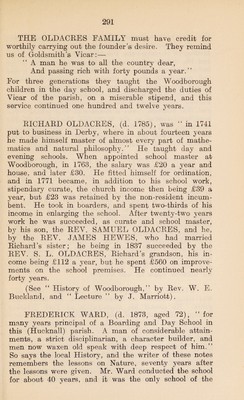 291
THE OLDACRES FAMILY must have credit for
worthily carrying out the founder's desire. They remind
us of Goldsmith's Vicar:—
" A man he was to all the country dear,
And passing rich with forty pounds a year."
For three generations they taught the Woodborough
children in the day school, and discharged the duties of
Vicar of the parish, on a miserable stipend, and this
service continued one hundred and twelve years.
RICHARD OLDACRES, (d. 1785), was " in 1741
put to business in Derby, where in about fourteen years
he made himself master of almost every part of mathe-
matics and natural philosophy." He taught day and
evening schools. When appointed school master at
Woodborough, in 1763, the salary was £20 a year and
house, and later £30. He fitted himself for ordination,
and in 1771 became, in addition to his school work,
stipendary curate, the church income then being £39 a
year, but £23 was retained by the non-resident incum-
bent. He took in boarders, and spent two-thirds of his
income in enlarging the school. After twenty-two years
work he was succeeded, as curate and school master,
by his son, the REV. SAMUEL OLDACRES, and he,
by the REV. JAMES HEWES, who had married
Richard's sister; he being in 1837 succeeded by the
REV. S. L. OLDACRES, Richard's grandson, his in-
come being £112 a year, but he spent £500 on improve-
ments on the school premises. He continued nearly
forty years.
(See " History of Woodborough," by Rev. W. E.
Buckland, and " Lecture " by J. Marriott).
FREDERICK WARD, (d. 1873, aged 72), " for
many years principal of a Boarding and Day School in
this (Hucknall) parish. A man of considerable attain-
ments, a strict disciplinarian, a character builder, and
men now waxen old speak with deep respect of him."
So says the local History, and the writer of these notes
remembers the lessons on Nature, seventy years after
the lessons were given. Mr. Ward conducted the school
for about 40 years, and it was the only school of the